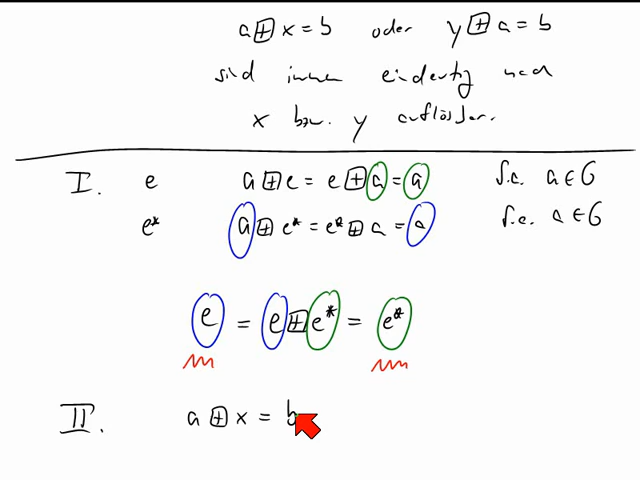 a ⊞ x = b oder y ⊞ a = b
sind immer eindeutig nach
x bzw. y auflösbar.
I. e a ⊞ e = e ⊞ a = a f.a. a ∈ G
e* a ⊞ e* = e* ⊞ a = a f.a. a ∈ G
e = e ⊞ e* = e*
II. a ⊞ x = b